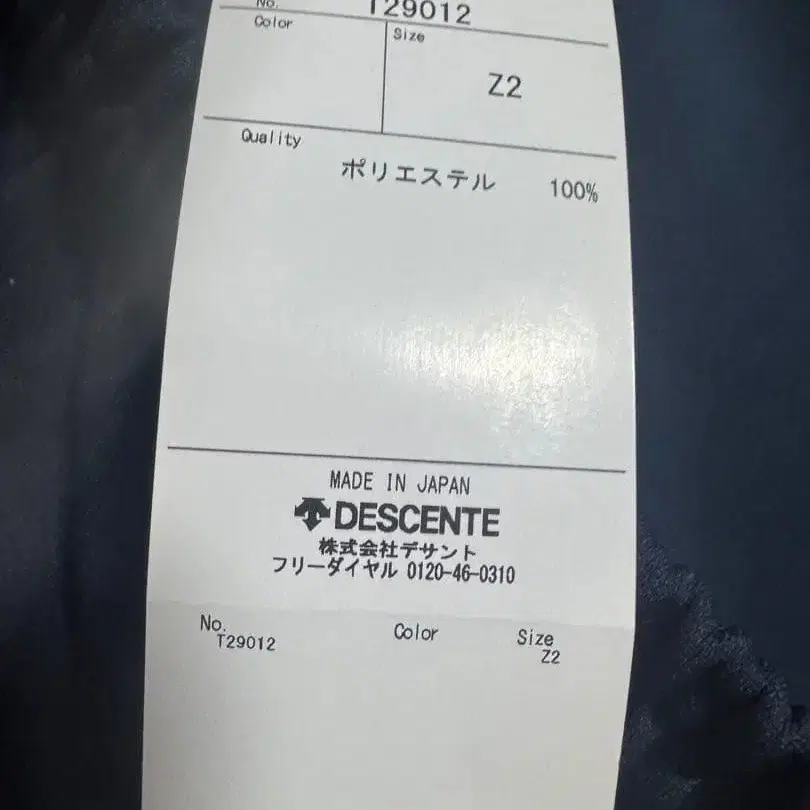 No. T29012
Color Size
Z2
Quality
ポリエステル 100%
MADE IN JAPAN
DESCENTE
株式会社デサント
フリーダイヤル 0120-46-0310
No. Color Size
T29012 Z2